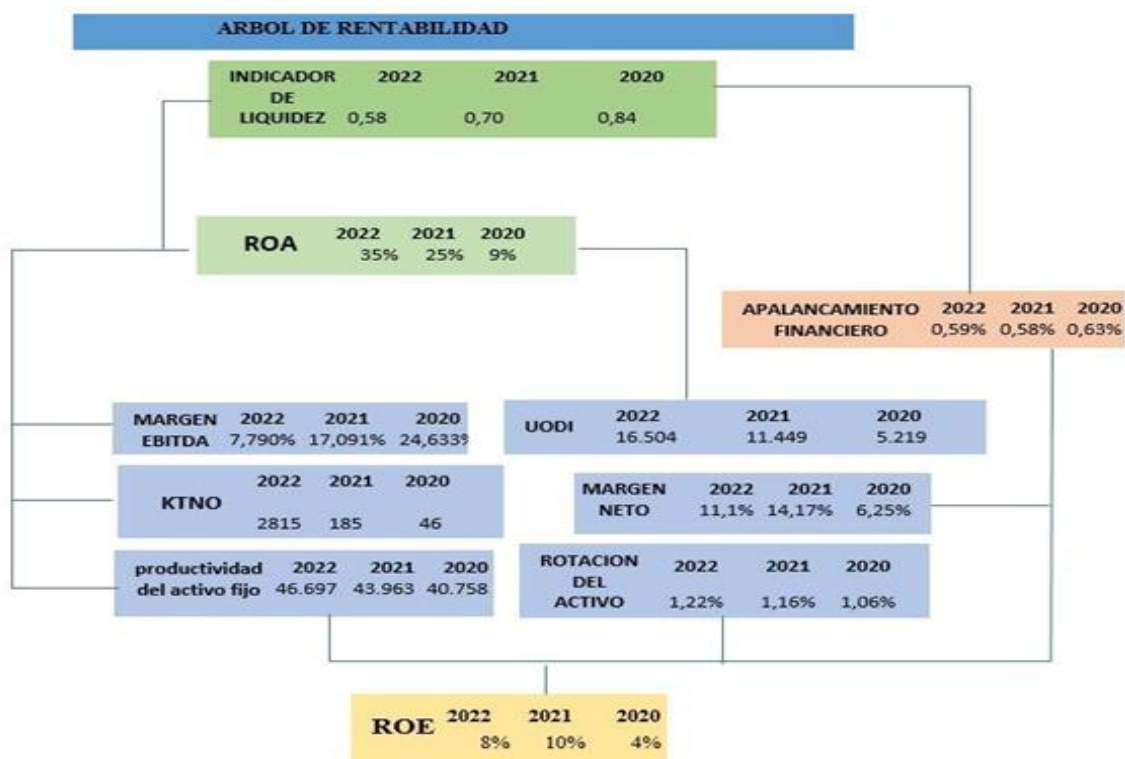 ARBOL DE RENTABILIDAD
INDICADOR DE LIQUIDEZ 2022 2021 2020
0,58 0,70 0,84
ROA 2022 2021 2020
35% 25% 9%
APALANCAMIENTO FINANCIERO 2022 2021 2020
0,59% 0,58% 0,63%
MARGEN EBITDA 2022 2021 2020
7,790% 17,091% 24,633%
UODI 2022 2021 2020
16.504 11.449 5.219
KTNO 2022 2021 2020
2815 185 46
MARGEN NETO 2022 2021 2020
11,1% 14,17% 6,25%
productividad del activo fijo 2022 2021 2020
46.697 43.963 40.758
ROTACION DEL ACTIVO 2022 2021 2020
1,22% 1,16% 1,06%
ROE 2022 2021 2020
8% 10% 4%